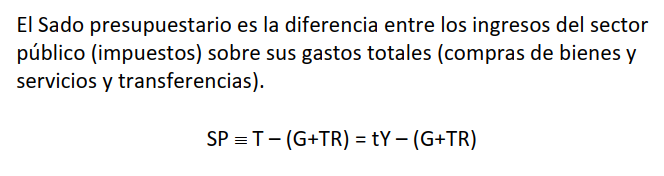 El Sado presupuestario es la diferencia entre los ingresos del sector
público (impuestos) sobre sus gastos totales (compras de bienes y
servicios y transferencias).
SP ≡ T – (G+TR) = tY – (G+TR)